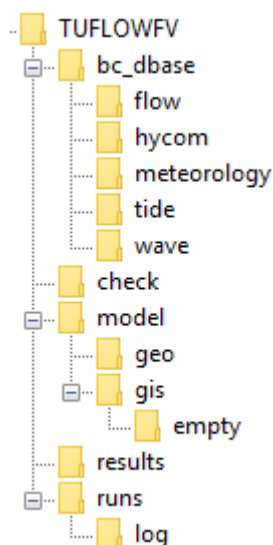 TUFLOWFV
bc_dbase
flow
hycom
meteorology
tide
wave
check
model
geo
gis
empty
results
runs
log